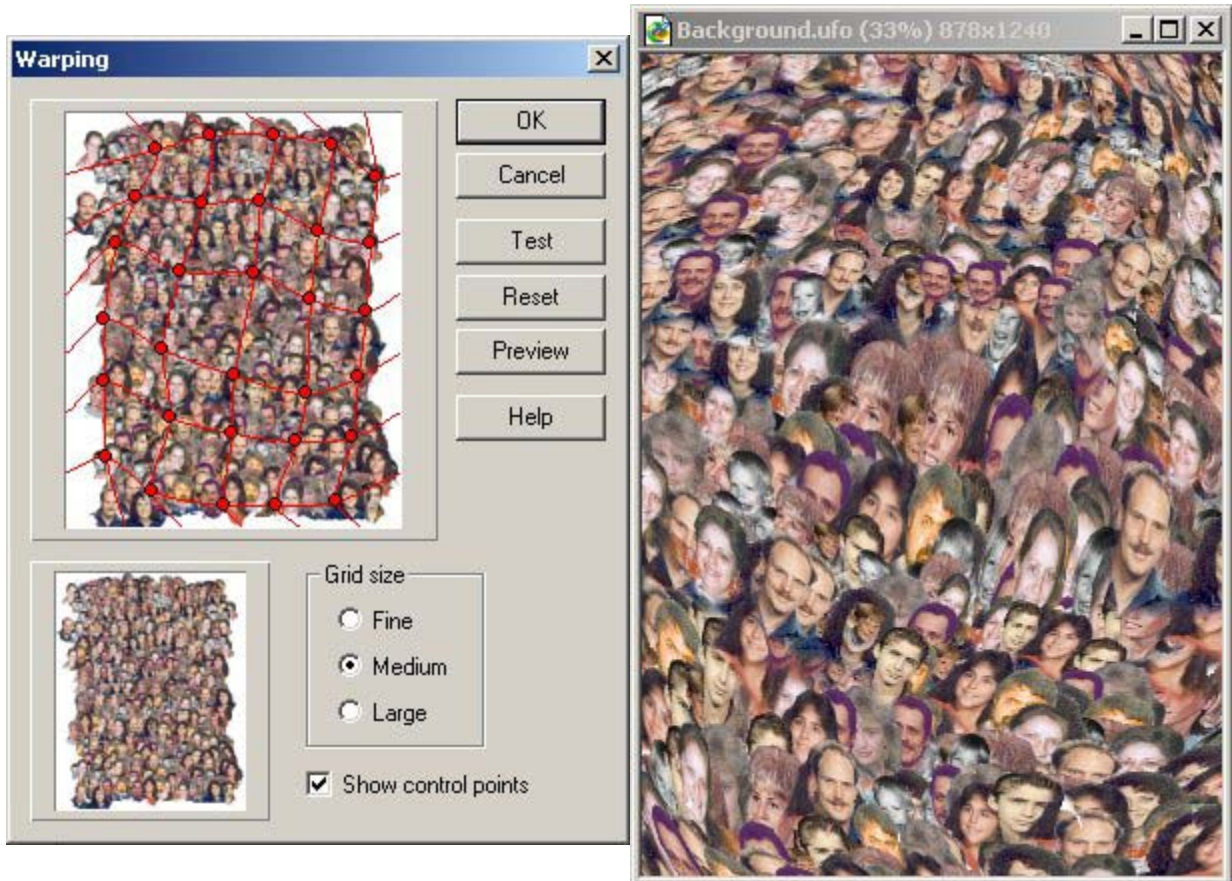 Warping
OK
Cancel
Test
Reset
Preview
Help
Grid size
Fine
Medium
Large
Show control points
Background.ufo (33%) 878x1240